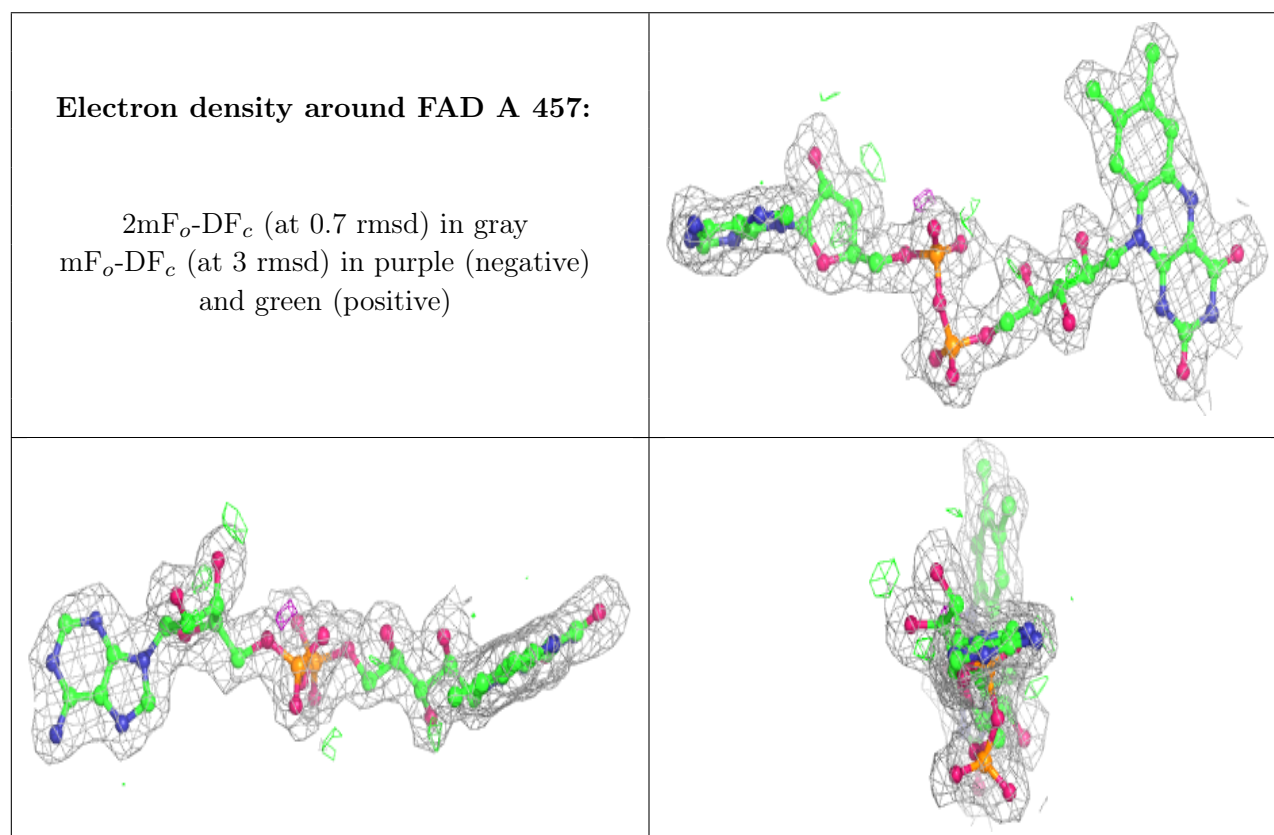 Electron density around FAD A 457:
2mFₒ-DF𝒸 (at 0.7 rmsd) in gray
mFₒ-DF𝒸 (at 3 rmsd) in purple (negative)
and green (positive)